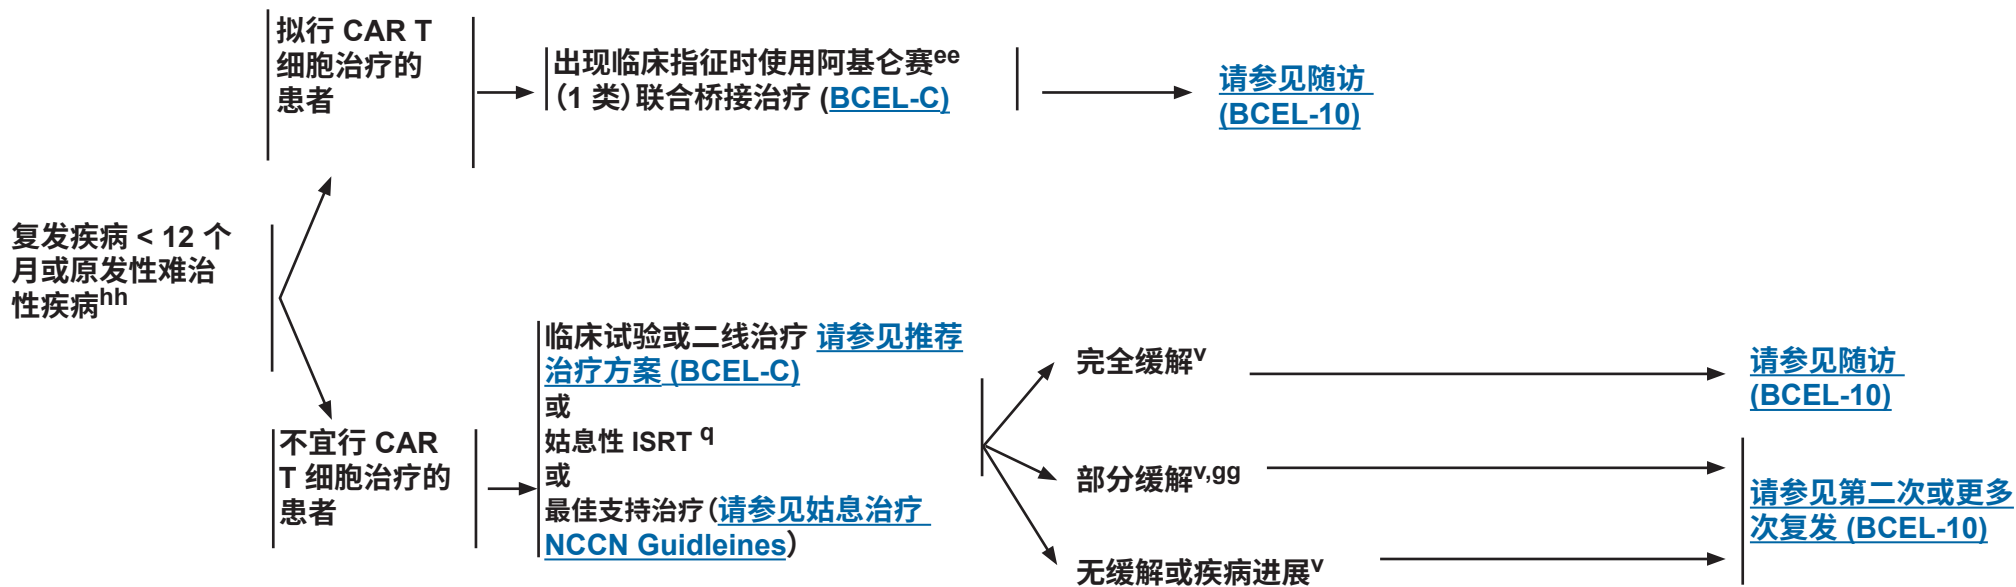 拟行 CAR T
细胞治疗的
患者
出现临床指征时使用阿基仑赛ee
（1 类）联合桥接治疗 (BCEL-C)
请参见随访
(BCEL-10)
复发疾病 < 12 个
月或原发性难治
性疾病hh
不宜行 CAR
T 细胞治疗的
患者
临床试验或二线治疗 请参见推荐
治疗方案 (BCEL-C)
或
姑息性 ISRT q
或
最佳支持治疗（请参见姑息治疗
NCCN Guidleines）
完全缓解v
请参见随访
(BCEL-10)
部分缓解v,gg
无缓解或疾病进展v
请参见第二次或更多
次复发 (BCEL-10)